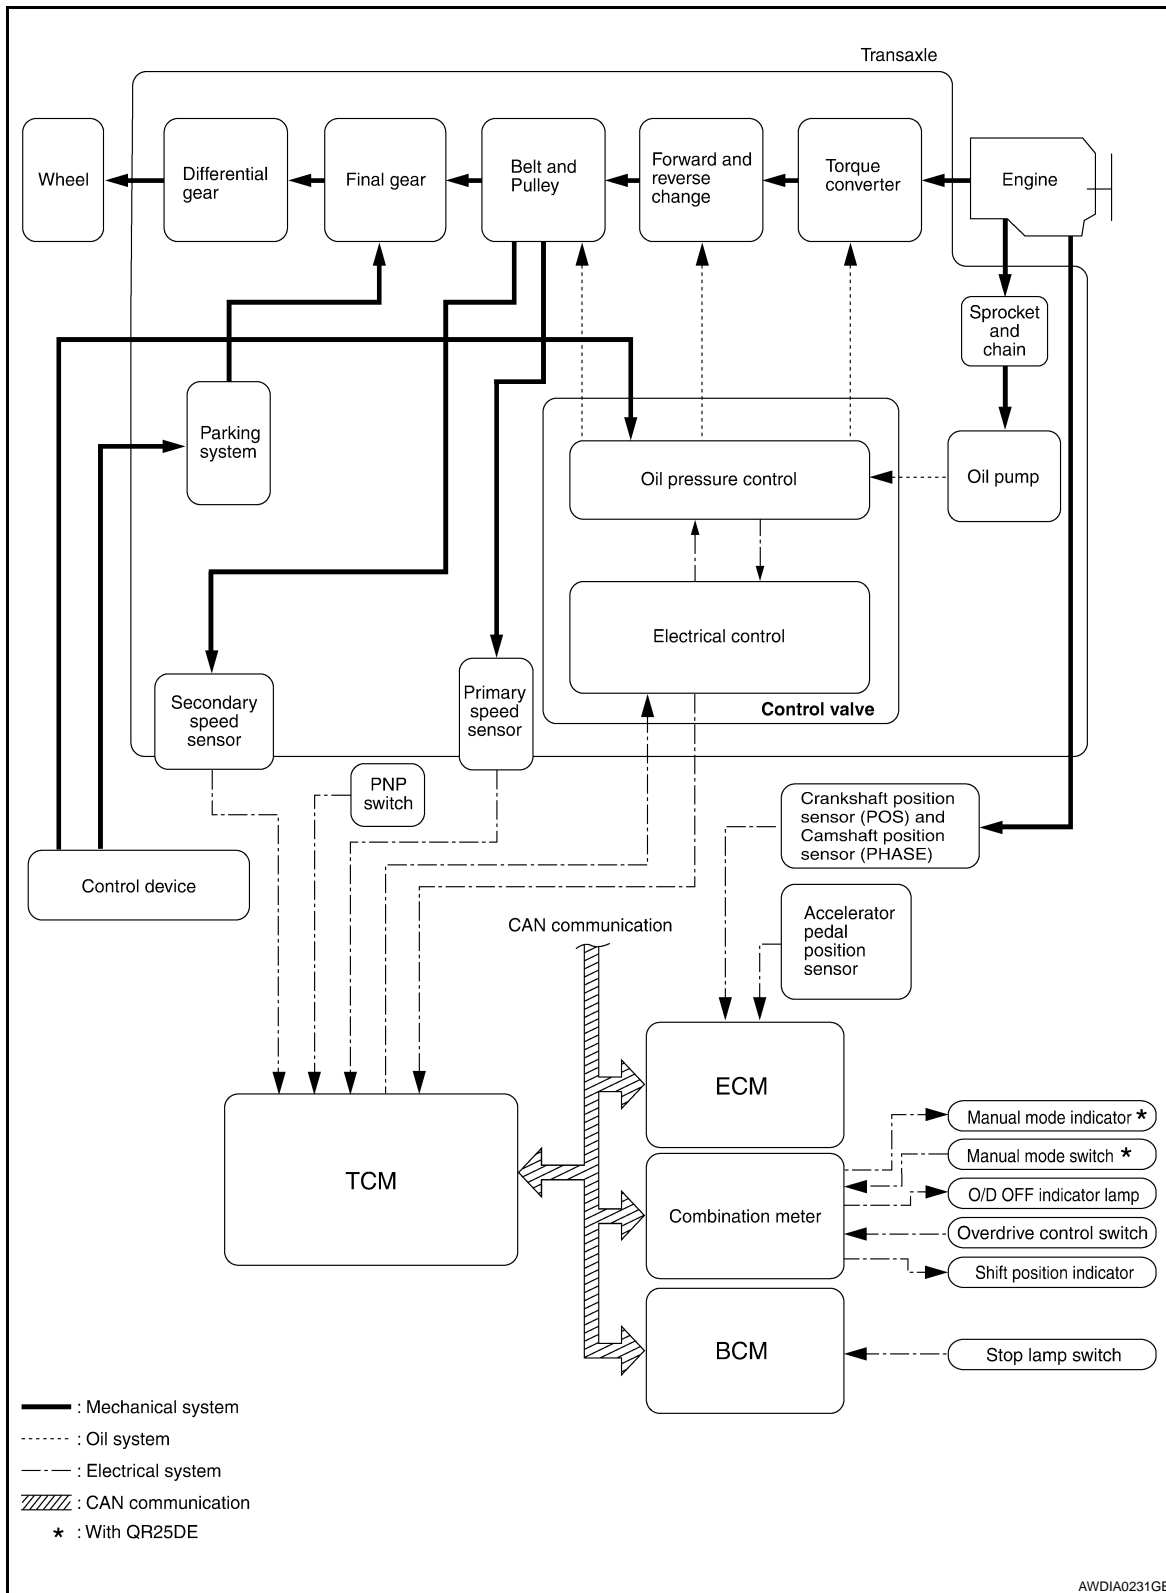 Transaxle
Wheel
Differential
gear
Final gear
Belt and
Pulley
Forward and
reverse
change
Torque
converter
Engine
Sprocket
and
chain
Parking
system
Oil pressure control
Oil pump
Electrical control
Control valve
Secondary
speed
sensor
Primary
speed
sensor
PNP
switch
Crankshaft position
sensor (POS) and
Camshaft position
sensor (PHASE)
Control device
Accelerator
pedal
position
sensor
CAN communication
ECM
TCM
Combination meter
BCM
Manual mode indicator *
Manual mode switch *
O/D OFF indicator lamp
Overdrive control switch
Shift position indicator
Stop lamp switch
: Mechanical system
: Oil system
: Electrical system
: CAN communication
* : With QR25DE
AWDIA0231GB